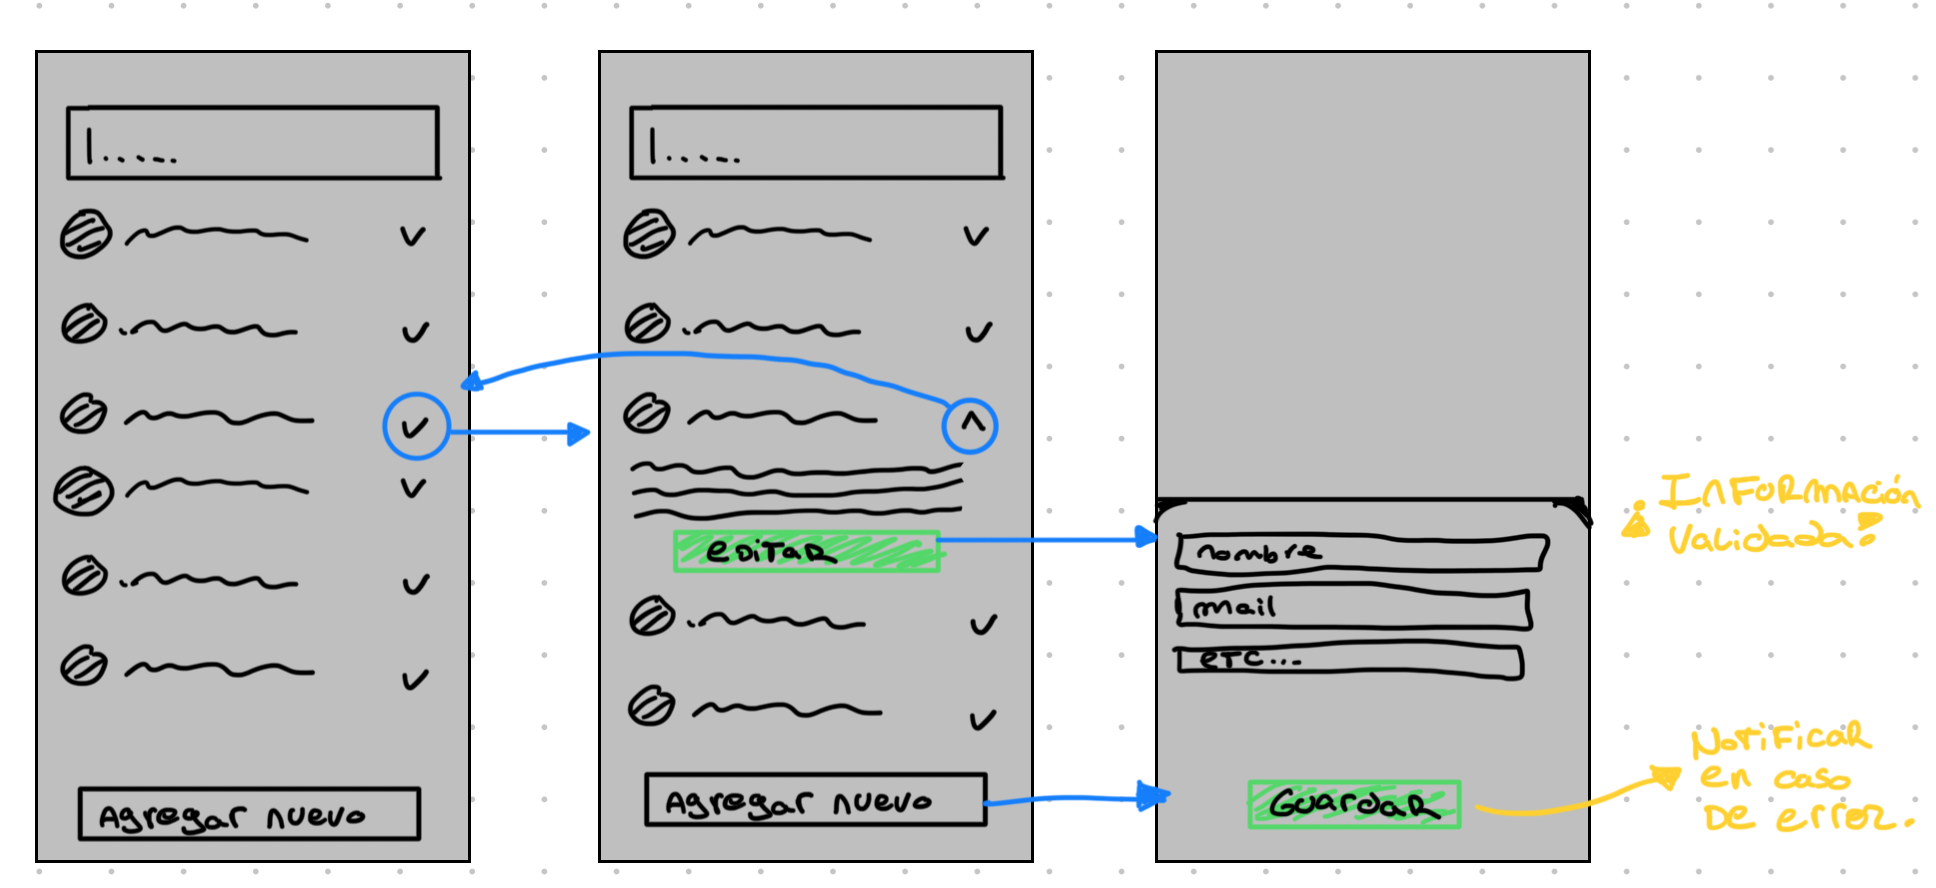 Agregar nuevo
editar
Agregar nuevo
nombre
mail
etc...
Guardar
Información
validada!
Notificar
en caso
de error.